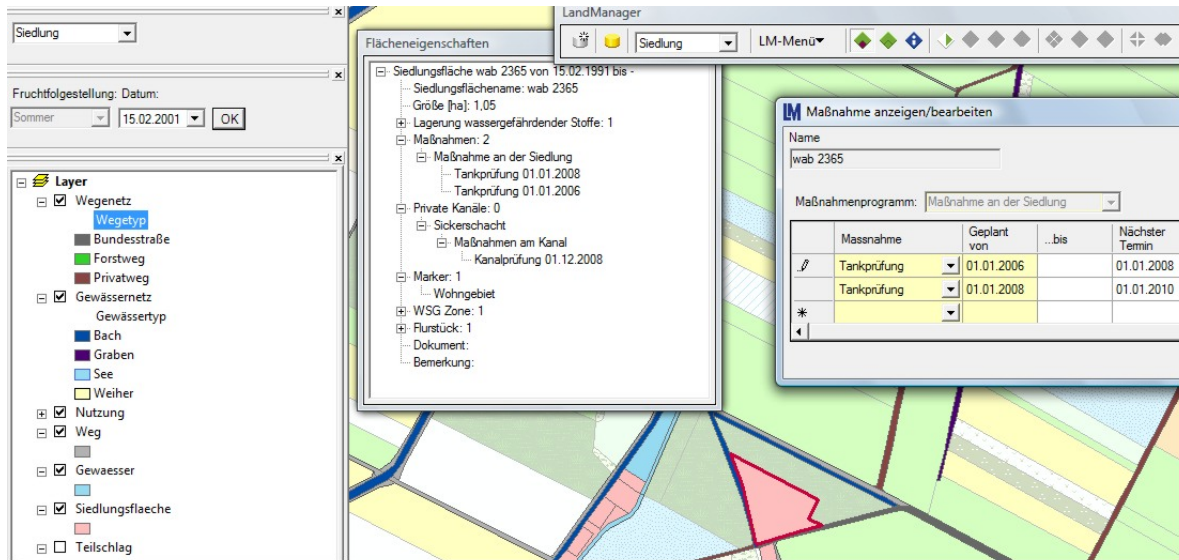 Siedlung
Fruchtfolgestellung: Datum:
Sommer 15.02.2001 OK
Layer
Wegenetz
Wegetyp
Bundesstraße
Forstweg
Privatweg
Gewässernetz
Gewässertyp
Bach
Graben
See
Weiher
Nutzung
Weg
Gewaesser
Siedlungsflaeche
Teilschlag
Flächeneigenschaften
Siedlungsfläche wab 2365 von 15.02.1991 bis -
Siedlungsflächename: wab 2365
Größe [ha]: 1,05
Lagerung wassergefährdender Stoffe: 1
Maßnahmen: 2
Maßnahme an der Siedlung
Tankprüfung 01.01.2008
Tankprüfung 01.01.2006
Private Kanäle: 0
Sickerschacht
Maßnahmen am Kanal
Kanalprüfung 01.12.2008
Marker: 1
Wohngebiet
WSG Zone: 1
Flurstück: 1
Dokument:
Bemerkung:
LandManager
Siedlung LM-Menü
LM Maßnahme anzeigen/bearbeiten
Name
wab 2365
Maßnahmenprogramm: Maßnahme an der Siedlung
Massnahme Geplant von ...bis Nächster Termin
Tankprüfung 01.01.2006 01.01.2008
Tankprüfung 01.01.2008 01.01.2010